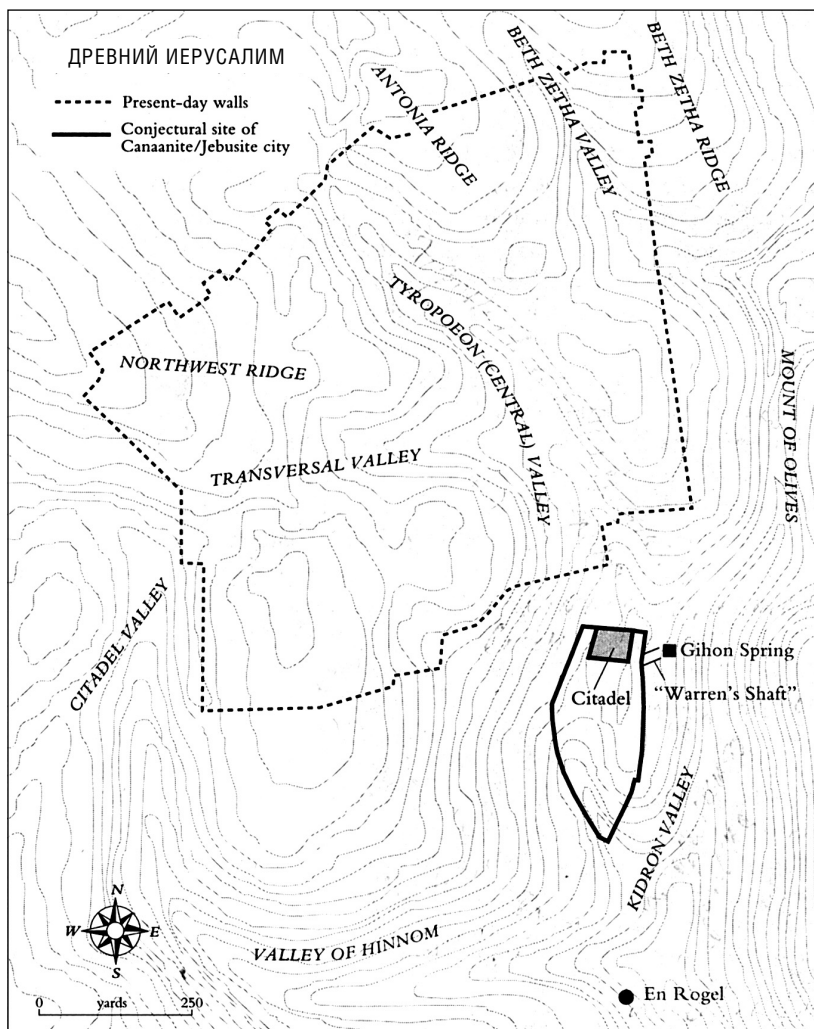 ДРЕВНИЙ ИЕРУСАЛИМ
Present-day walls
Conjectural site of
Canaanite/Jebusite city
ANTONIA RIDGE
BETH ZETHA VALLEY
BETH ZETHA RIDGE
TYROPOEON (CENTRAL) VALLEY
NORTHWEST RIDGE
MOUNT OF OLIVES
TRANSVERSAL VALLEY
CITADEL VALLEY
Gihon Spring
Citadel
"Warren's Shaft"
KIDRON VALLEY
VALLEY OF HINNOM
N
W E
S
0 yards 250
En Rogel